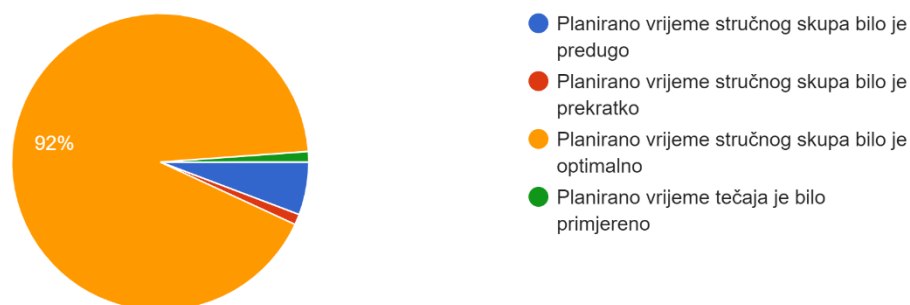 92%
Planirano vrijeme stručnog skupa bilo je
predugo
Planirano vrijeme stručnog skupa bilo je
prekratko
Planirano vrijeme stručnog skupa bilo je
optimalno
Planirano vrijeme tečaja je bilo
primjereno